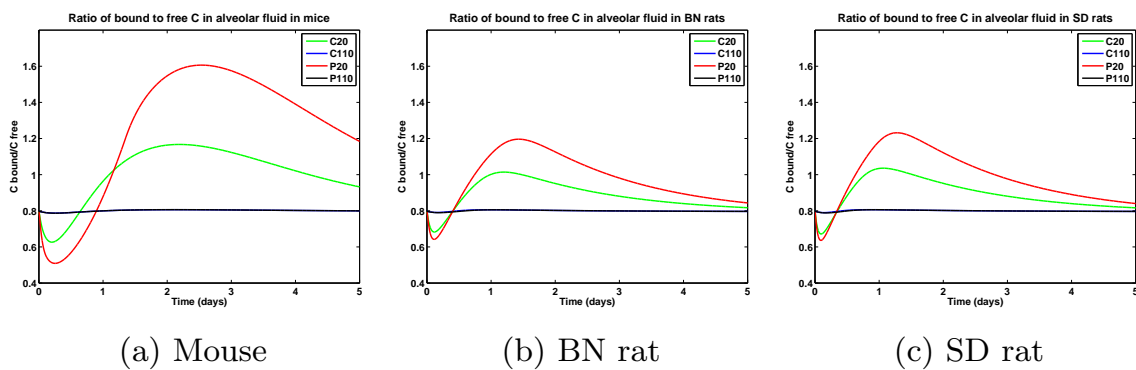 Ratio of bound to free C in alveolar fluid in mice
C20
C110
P20
P110
C bound/C free
1.6
1.4
1.2
1
0.8
0.6
0.4
0
1
2
3
4
5
Time (days)
(a) Mouse
Ratio of bound to free C in alveolar fluid in BN rats
C20
C110
P20
P110
C bound/C free
1.6
1.4
1.2
1
0.8
0.6
0.4
0
1
2
3
4
5
Time (days)
(b) BN rat
Ratio of bound to free C in alveolar fluid in SD rats
C20
C110
P20
P110
C bound/C free
1.6
1.4
1.2
1
0.8
0.6
0.4
0
1
2
3
4
5
Time (days)
(c) SD rat